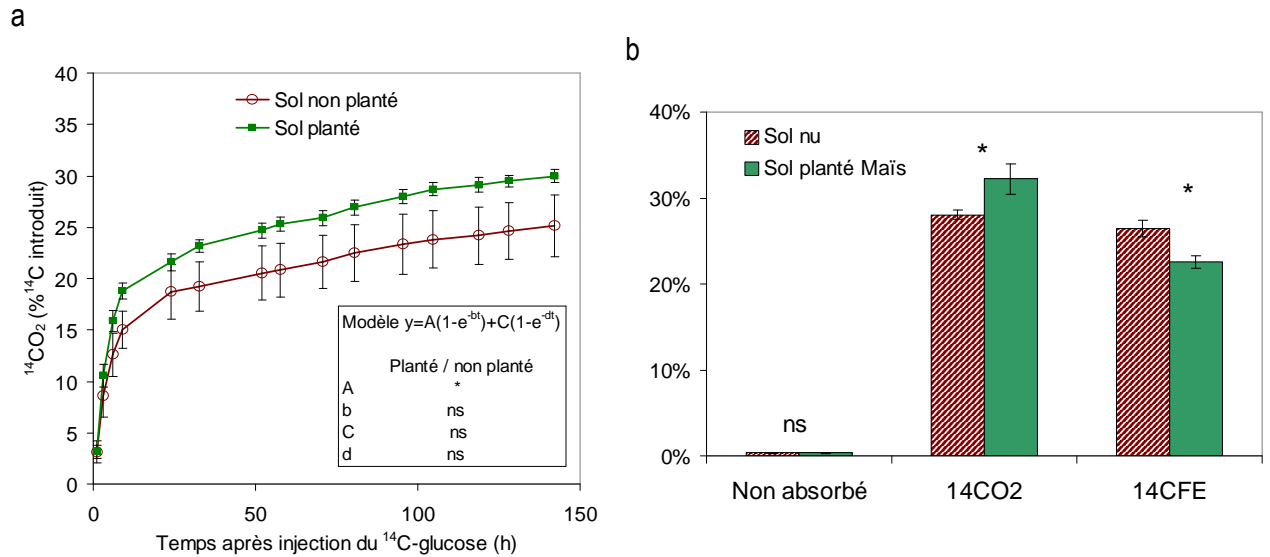 a
40
35
30
25
20
15
10
5
0
¹⁴CO₂ (%¹⁴C introduit)
Sol non planté
Sol planté
Modèle y=A(1-e⁻ᵇᵗ)+C(1-e⁻ᵈᵗ)
Planté / non planté
A *
b ns
C ns
d ns
0 50 100 150
Temps après injection du ¹⁴C-glucose (h)
b
40%
30%
20%
10%
0%
Sol nu
Sol planté Maïs
ns
*
*
Non absorbé 14CO2 14CFE